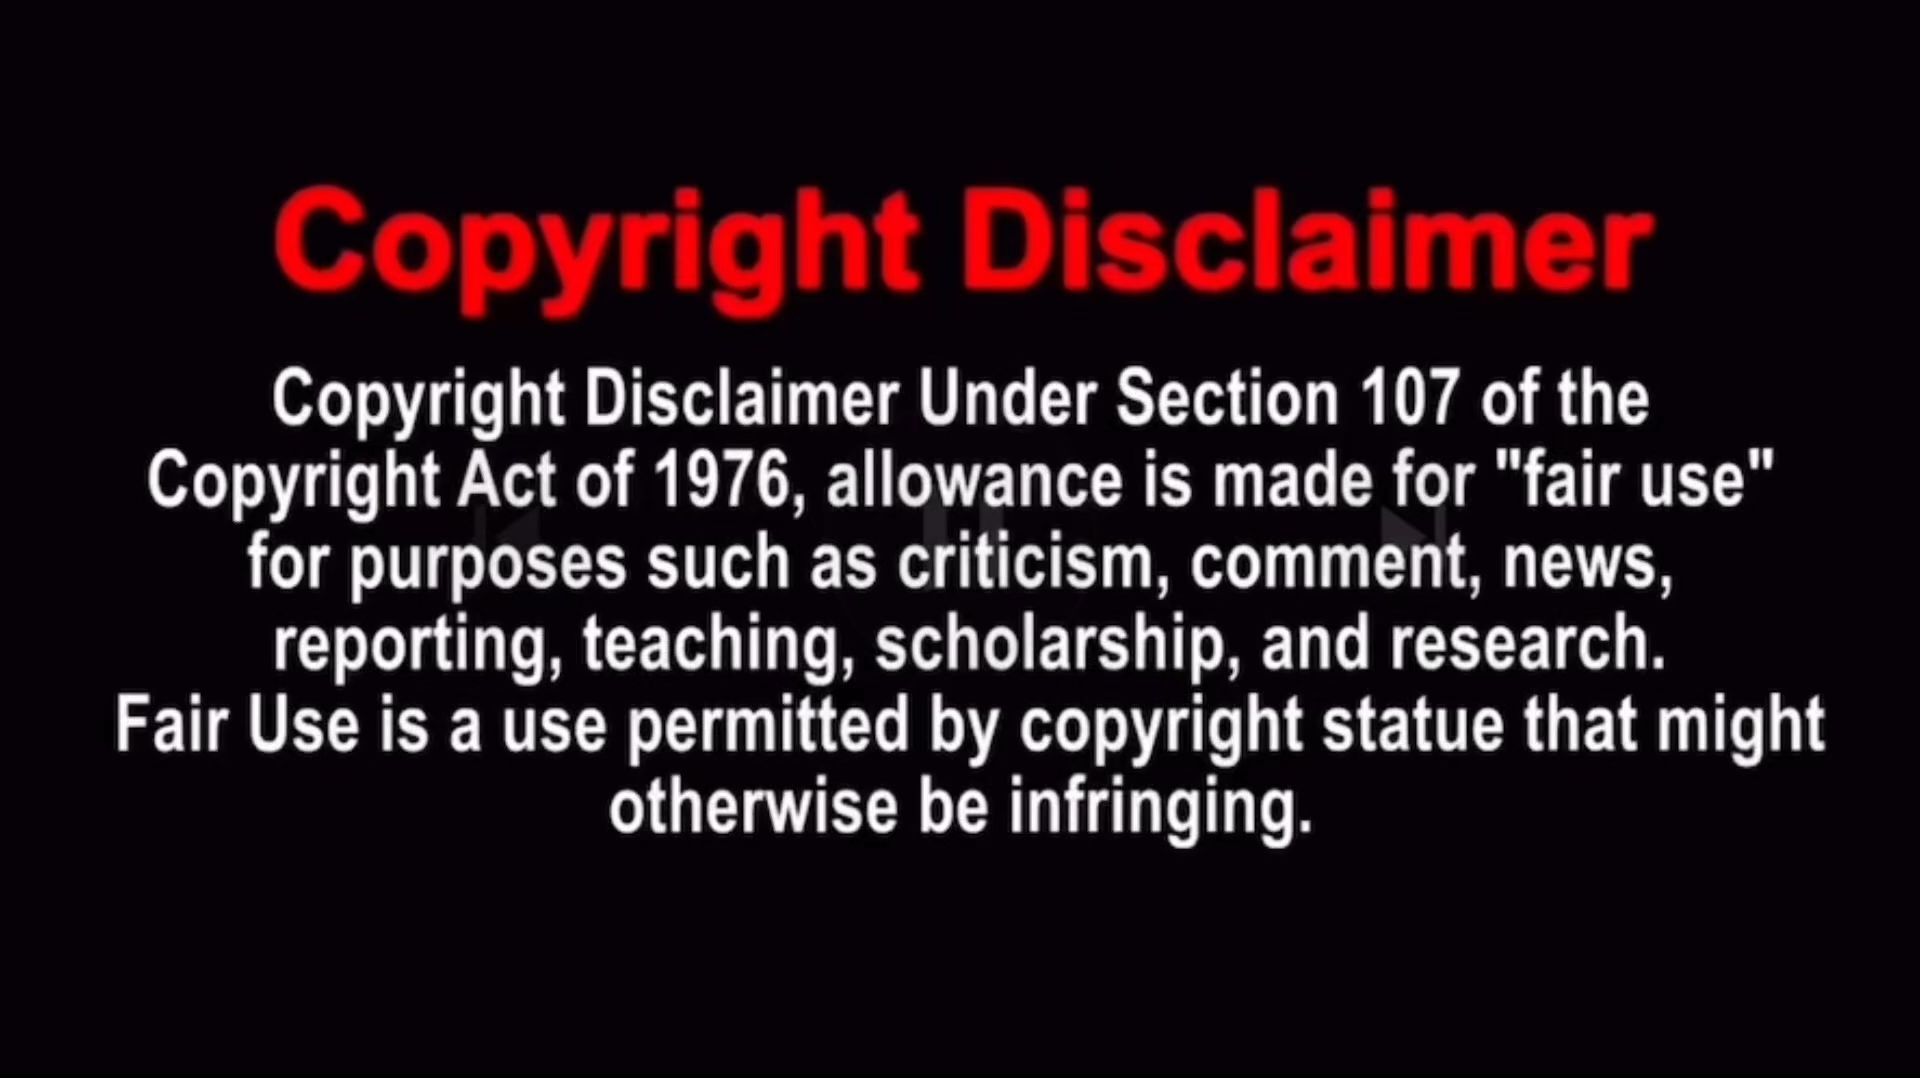 Copyright Disclaimer
Copyright Disclaimer Under Section 107 of the
Copyright Act of 1976, allowance is made for "fair use"
for purposes such as criticism, comment, news,
reporting, teaching, scholarship, and research.
Fair Use is a use permitted by copyright statue that might
otherwise be infringing.